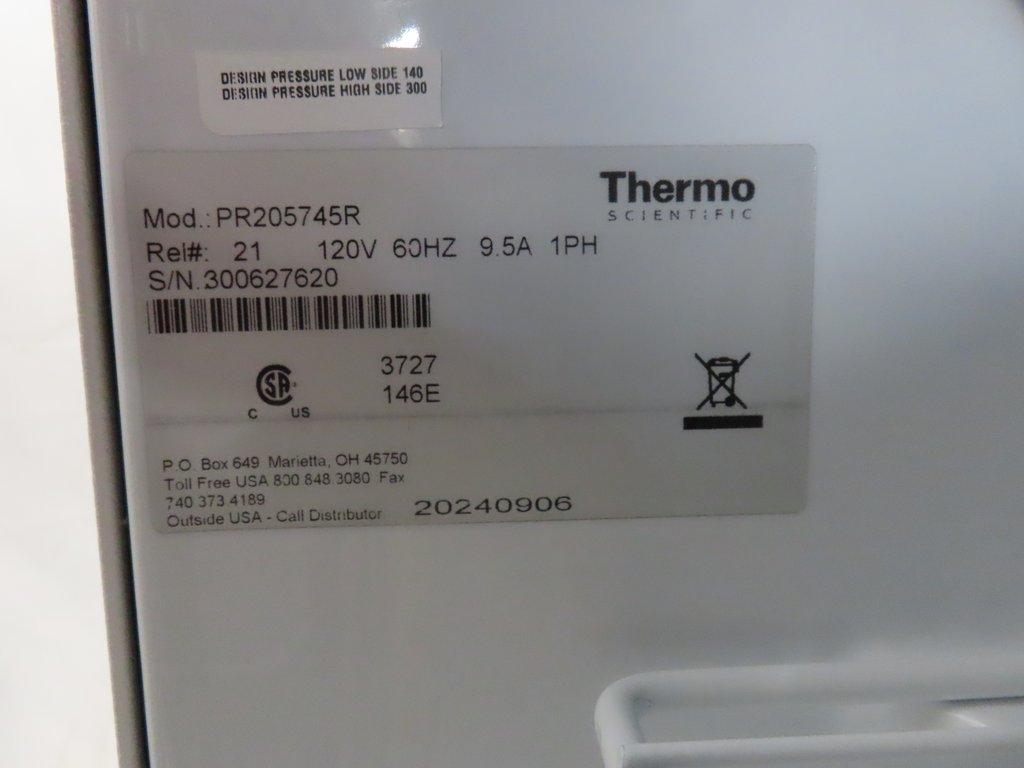 DESIGN PRESSURE LOW SIDE 140
DESIGN PRESSURE HIGH SIDE 300
Thermo
SCIENTIFIC
Mod.: PR205745R
Rel#: 21 120V 60HZ 9.5A 1PH
S/N.300627620
3727
146E
SA
C US
P.O. Box 649 Marietta, OH 45750
Toll Free USA 800.848.3080 Fax
740.373.4189
Outside USA - Call Distributor 20240906